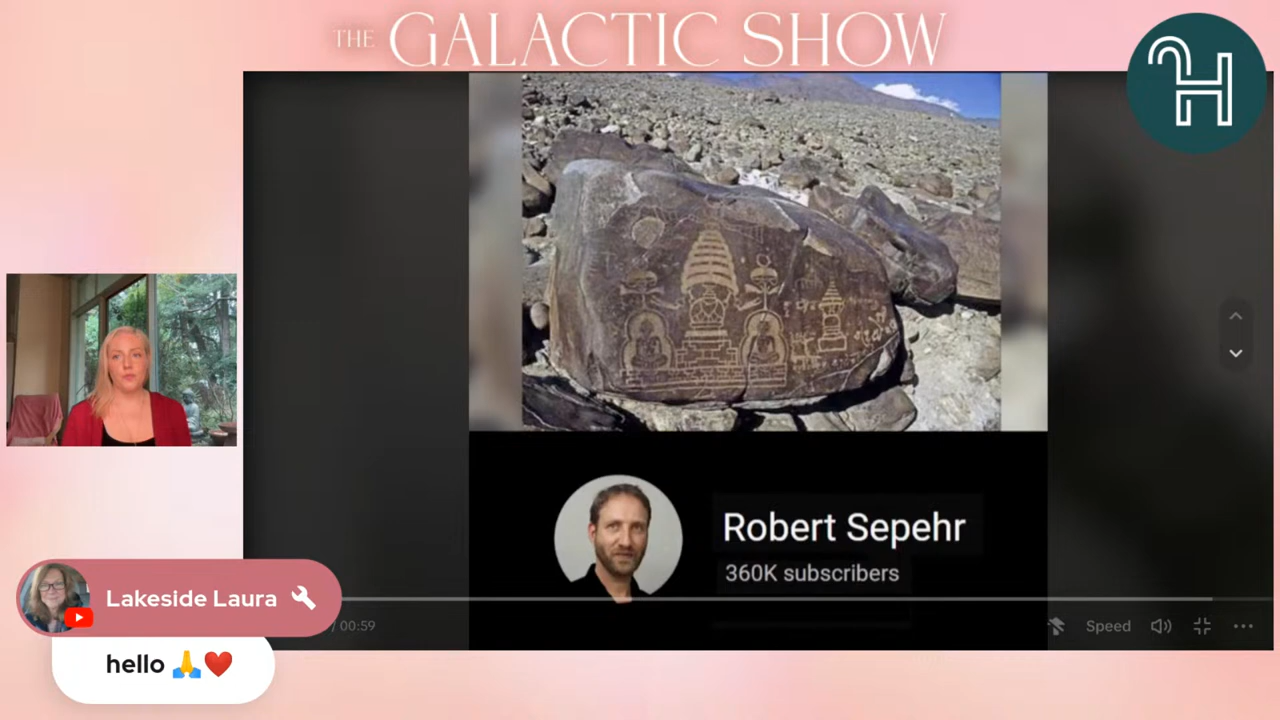 THE GALACTIC SHOW
H
Robert Sepehr
360K subscribers
Lakeside Laura
/ 00:59
Speed
hello 🙏❤️